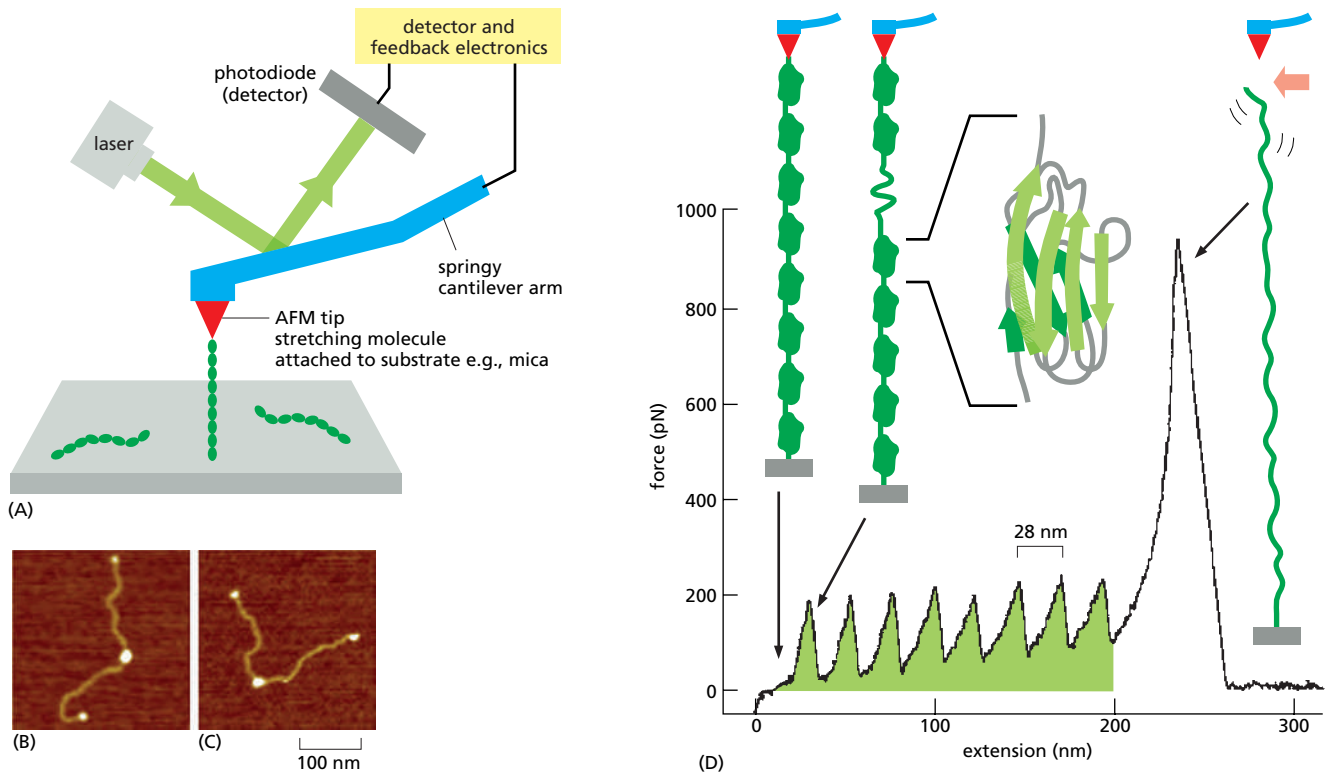 detector and
feedback electronics
photodiode
(detector)
laser
springy
cantilever arm
AFM tip
stretching molecule
attached to substrate e.g., mica
(A)
(B)
(C)
100 nm
1000
800
600
400
200
0
force (pN)
28 nm
0
100
200
300
extension (nm)
(D)